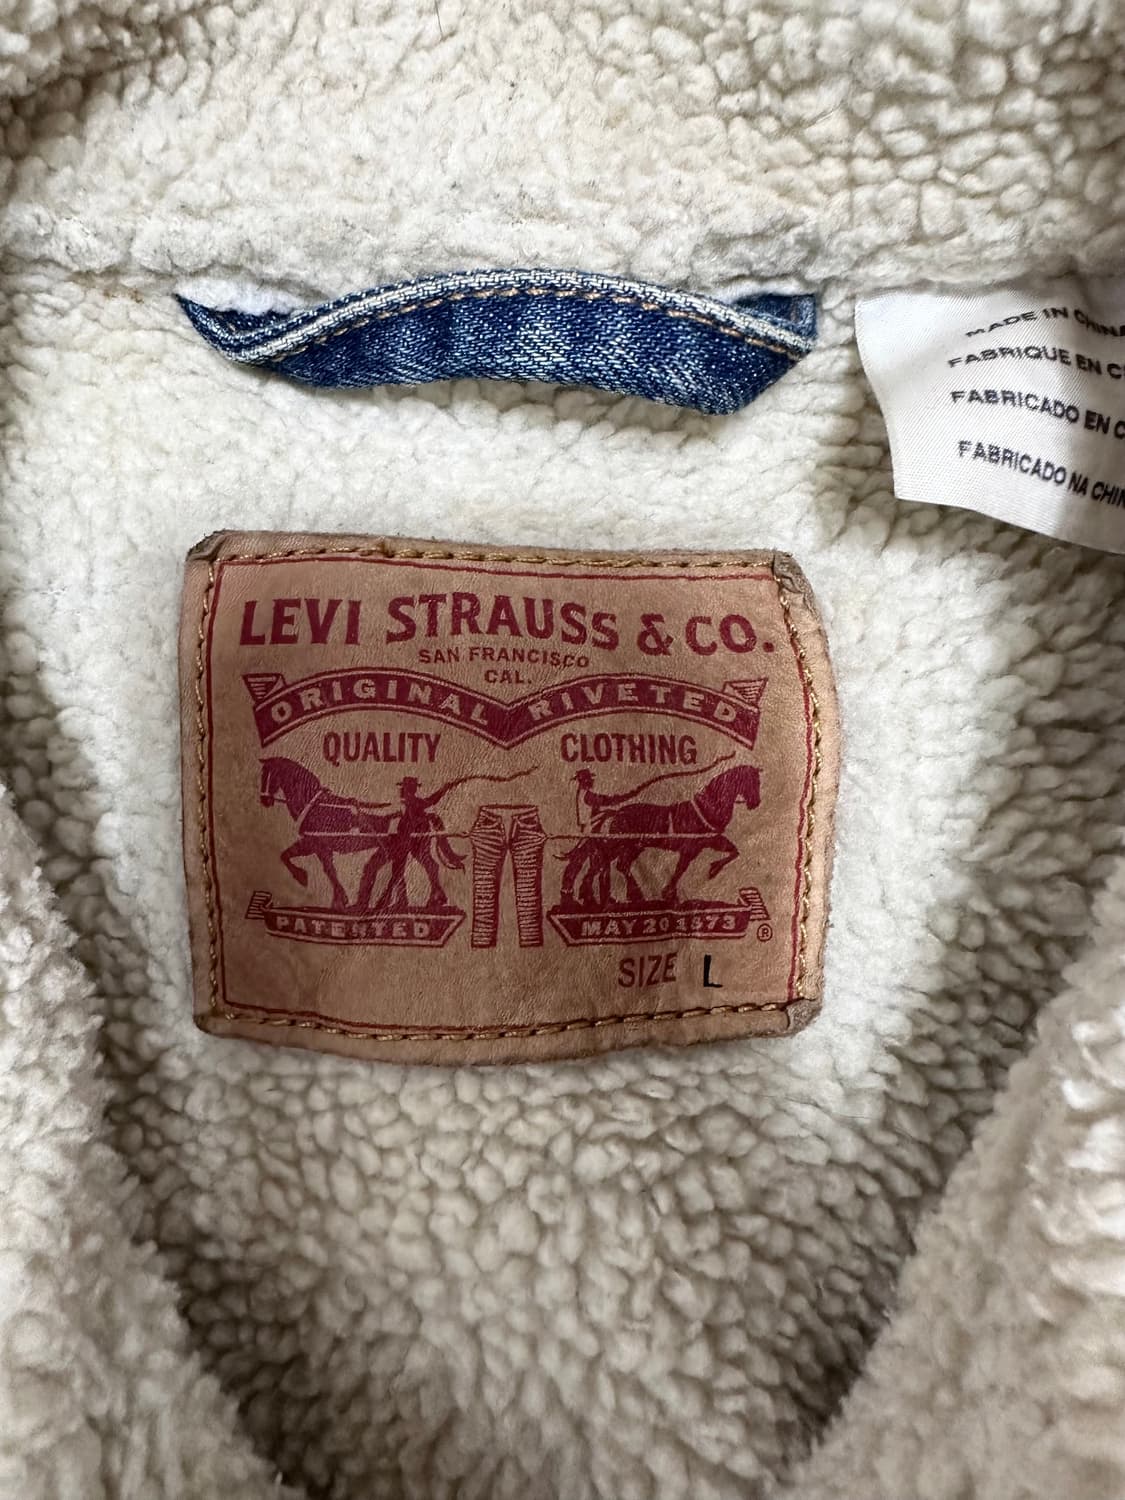 MADE IN CHINA
FABRIQUE EN
FABRICADO EN
FABRICADO NA
LEVI STRAUSS & CO.
SAN FRANCISCO
CAL.
ORIGINAL RIVETED
QUALITY CLOTHING
PATENTED MAY 20 1873 ®
SIZE L